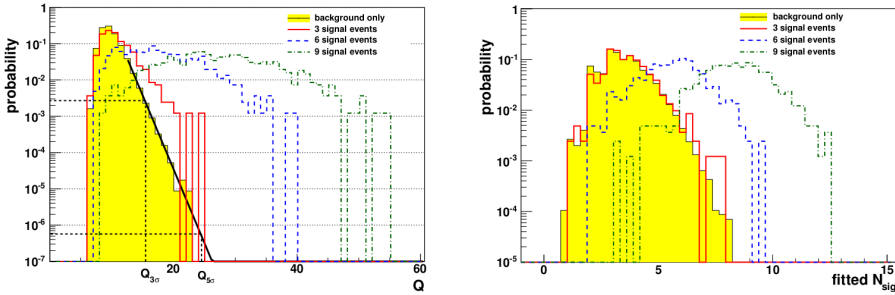 background only
3 signal events
6 signal events
9 signal events
probability
1
10-1
10-2
10-3
10-4
10-5
10-6
10-7
Q3σ
20
Q5σ
40
60
Q
background only
3 signal events
6 signal events
9 signal events
probability
1
10-1
10-2
10-3
10-4
10-5
0
5
10
15
fitted Nsig